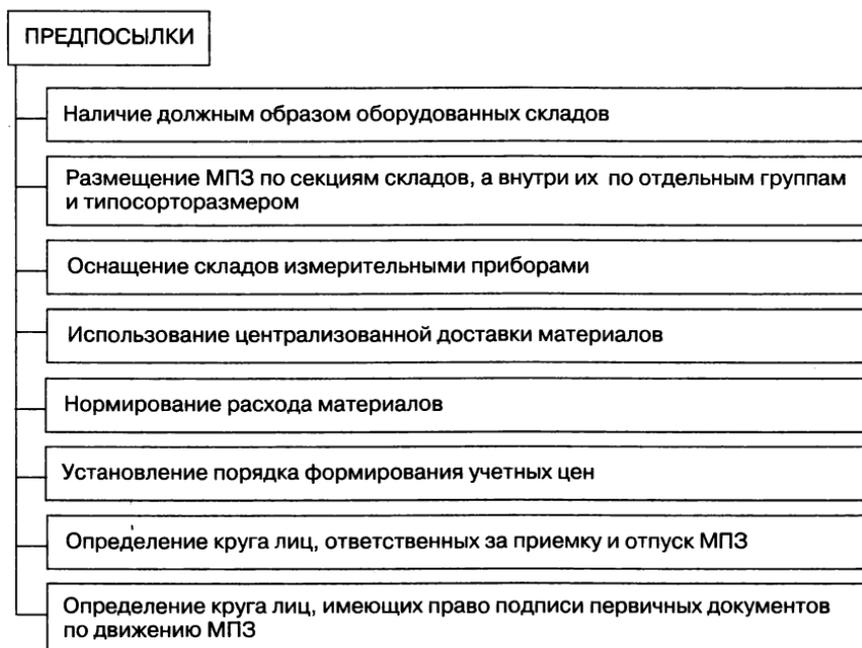 ПРЕДПОСЫЛКИ
Наличие должным образом оборудованных складов
Размещение МПЗ по секциям складов, а внутри их по отдельным группам
и типосорторазмером
Оснащение складов измерительными приборами
Использование централизованной доставки материалов
Нормирование расхода материалов
Установление порядка формирования учетных цен
Определение круга лиц, ответственных за приемку и отпуск МПЗ
Определение круга лиц, имеющих право подписи первичных документов
по движению МПЗ